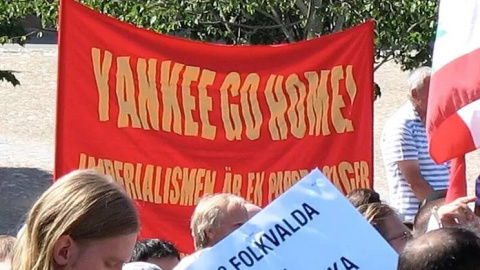 YANKEE GO HOME!
IMPERIALISMEN ÄR EN
FOLKVALDA